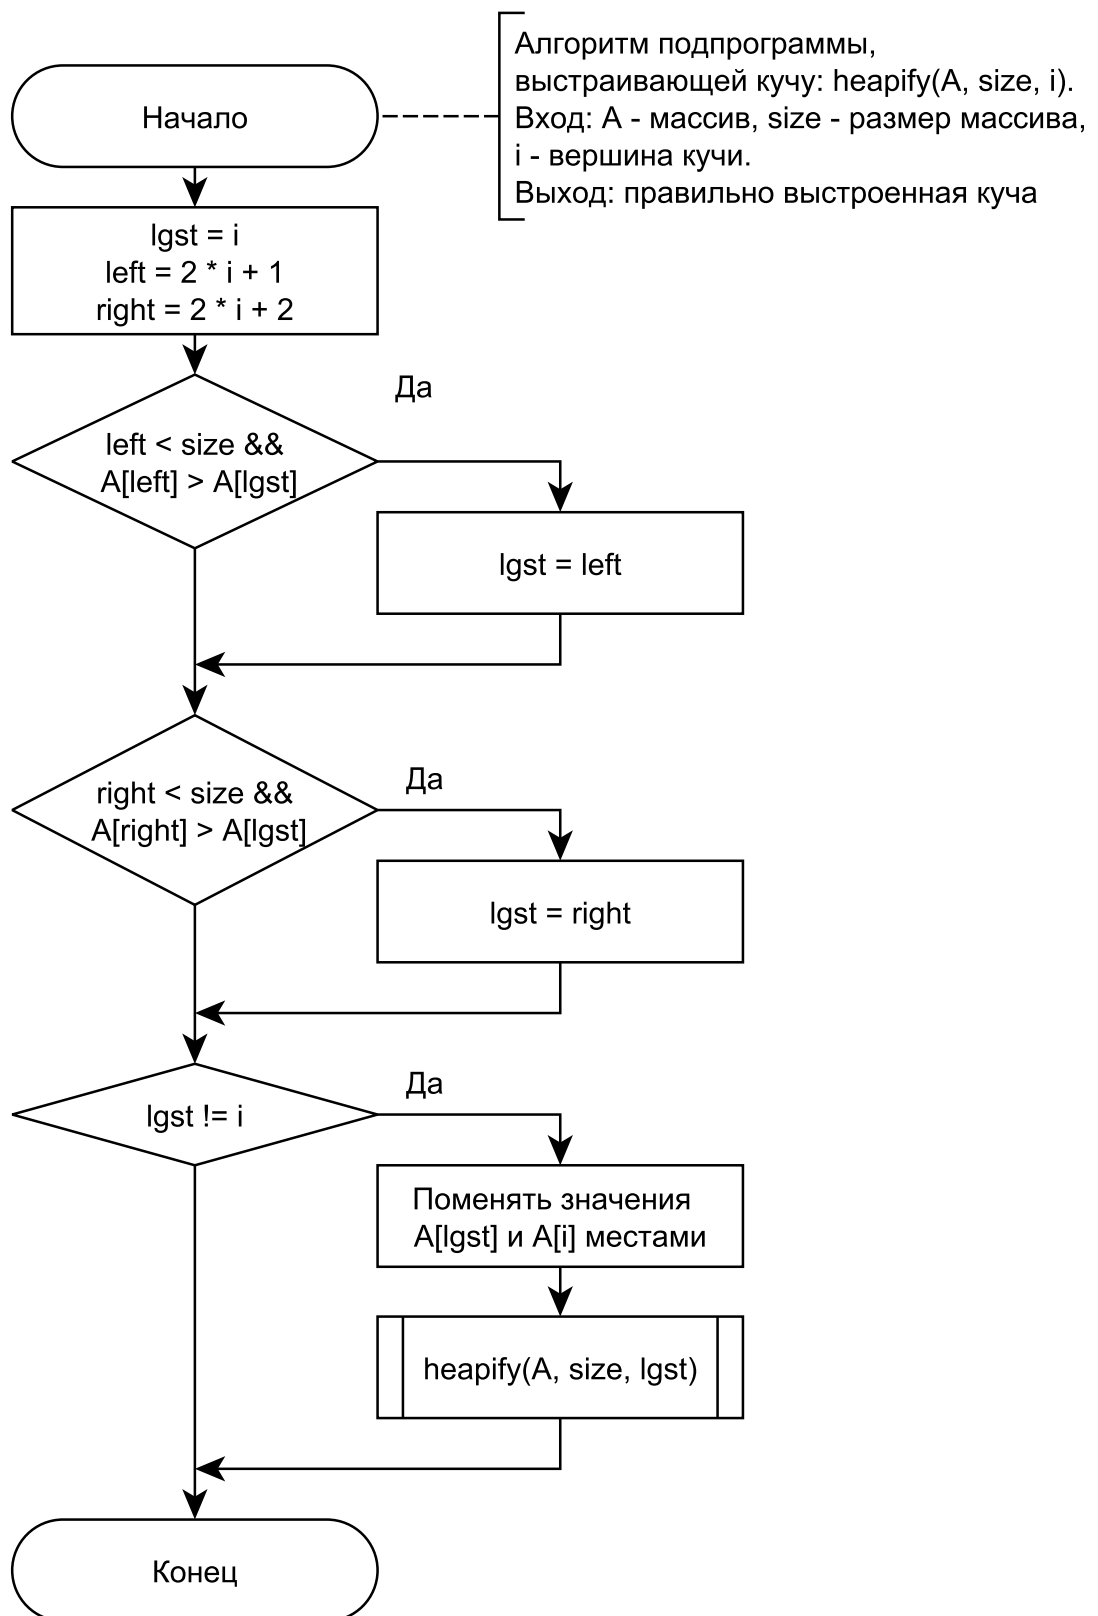 Алгоритм подпрограммы,
выстраивающей кучу: heapify(A, size, i).
Вход: A - массив, size - размер массива,
i - вершина кучи.
Выход: правильно выстроенная куча
Начало
lgst = i
left = 2 * i + 1
right = 2 * i + 2
Да
left < size &&
A[left] > A[lgst]
lgst = left
Да
right < size &&
A[right] > A[lgst]
lgst = right
Да
lgst != i
Поменять значения
A[lgst] и A[i] местами
heapify(A, size, lgst)
Конец